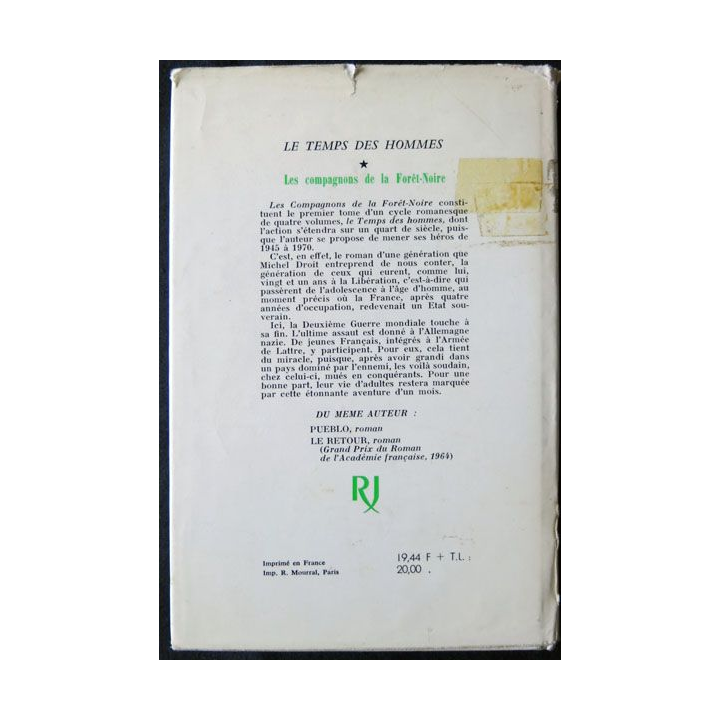 LE TEMPS DES HOMMES
★
Les compagnons de la Forêt-Noire
Les Compagnons de la Forêt-Noire consti-
tuent le premier tome d'un cycle romanesque
de quatre volumes, le Temps des hommes, dont
l'action s'étendra sur un quart de siècle, puis-
que l'auteur se propose de mener ses héros de
1945 à 1970.
C'est, en effet, le roman d'une génération que
Michel Droit entreprend de nous conter, la
génération de ceux qui eurent, comme lui,
vingt et un ans à la Libération, c'est-à-dire qui
passèrent de l'adolescence à l'âge d'homme, au
moment précis où la France, après quatre
années d'occupation, redevenait un Etat sou-
verain.
Ici, la Deuxième Guerre mondiale touche à
sa fin. L'ultime assaut est donné à l'Allemagne
nazie. De jeunes Français, intégrés à l'Armée
de Lattre, y participent. Pour eux, cela tient
du miracle, puisque, après avoir grandi dans
un pays dominé par l'ennemi, les voilà soudain,
chez celui-ci, mués en conquérants. Pour une
bonne part, leur vie d'adultes restera marquée
par cette étonnante aventure d'un mois.
DU MEME AUTEUR :
PUEBLO, roman
LE RETOUR, roman
(Grand Prix du Roman
de l'Académie française, 1964)
RJ
Imprimé en France
Imp. R. Mourral, Paris
19,44 F + T.L :
20,00 .